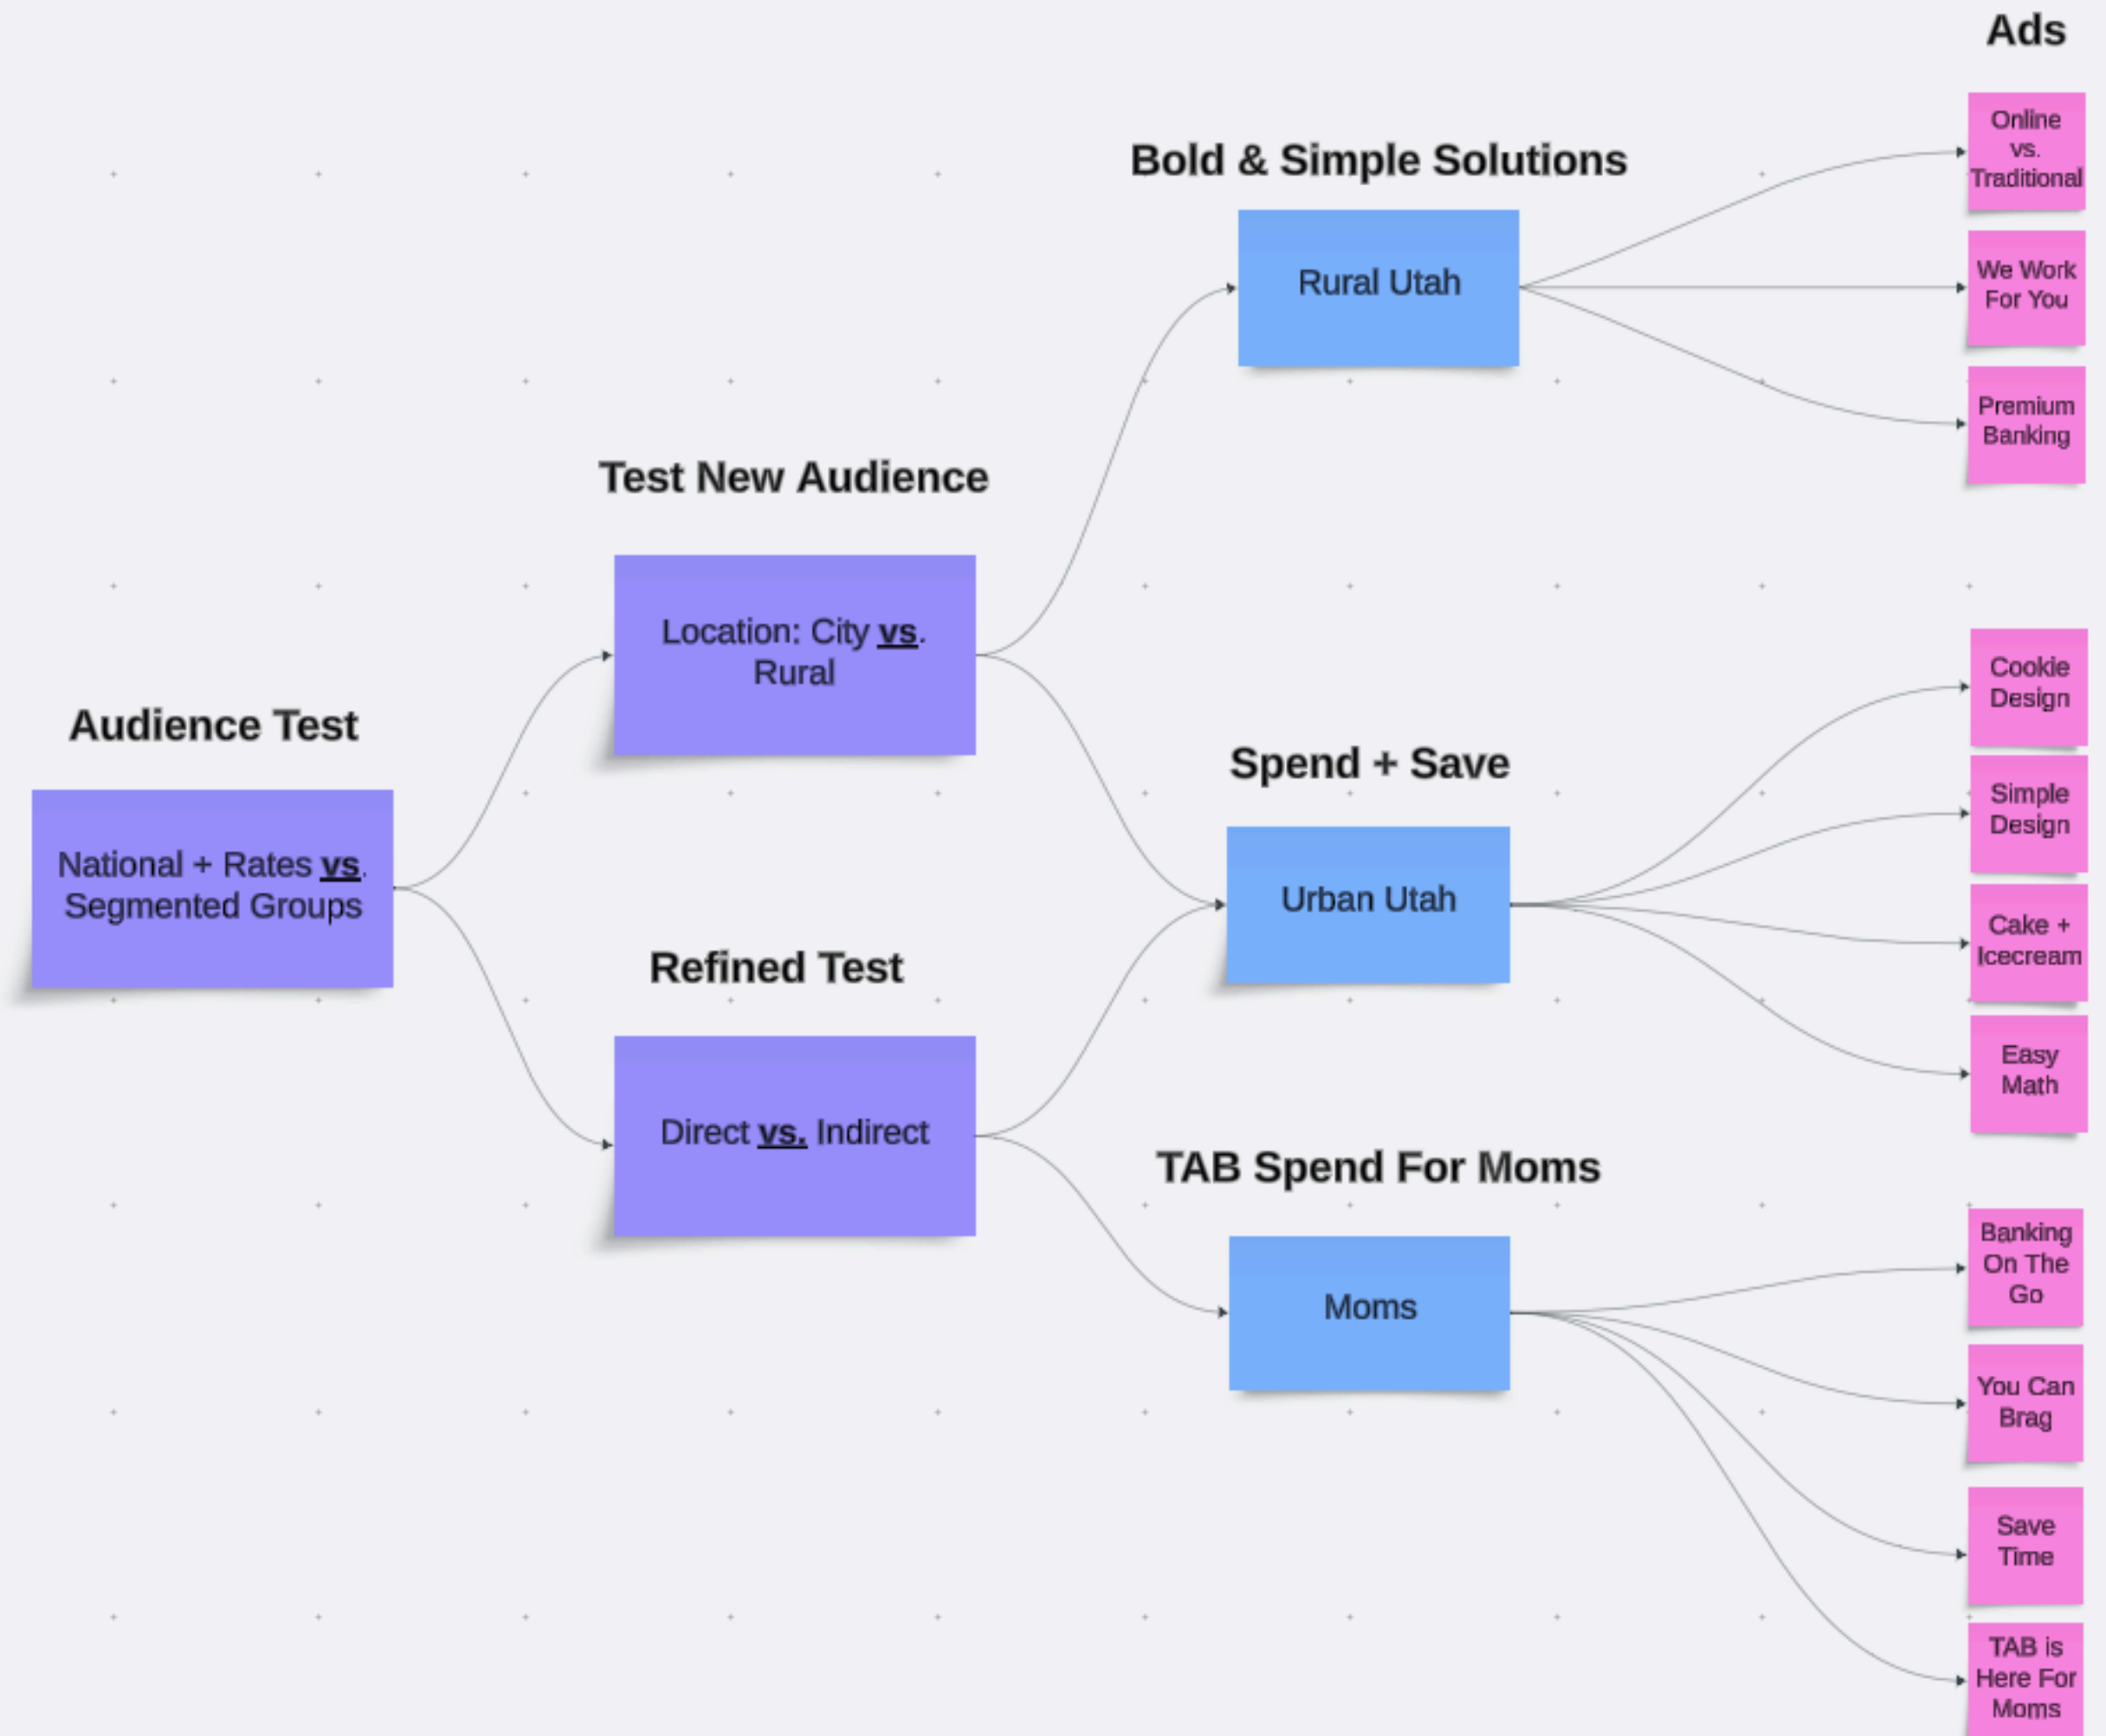 Ads
Online
vs.
Traditional
Bold & Simple Solutions
Rural Utah
We Work
For You
Premium
Banking
Test New Audience
Location: City vs.
Rural
Audience Test
National + Rates vs.
Segmented Groups
Spend + Save
Urban Utah
Cookie
Design
Simple
Design
Cake +
Icecream
Easy
Math
Refined Test
Direct vs. Indirect
TAB Spend For Moms
Moms
Banking
On The
Go
You Can
Brag
Save
Time
TAB is
Here For
Moms